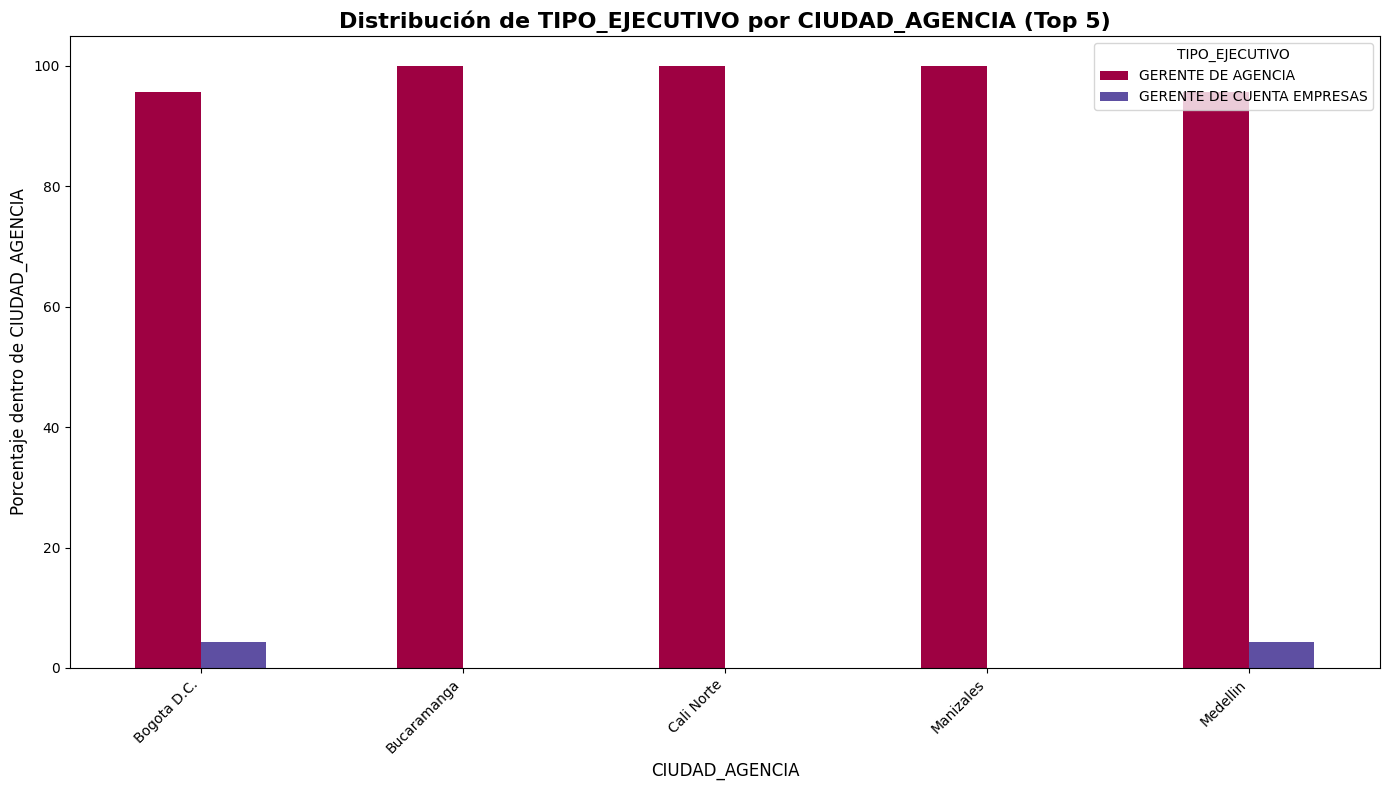 Distribución de TIPO_EJECUTIVO por CIUDAD_AGENCIA (Top 5)
TIPO_EJECUTIVO
GERENTE DE AGENCIA
GERENTE DE CUENTA EMPRESAS
Porcentaje dentro de CIUDAD_AGENCIA
100
80
60
40
20
0
Bogota D.C.
Bucaramanga
Cali Norte
Manizales
Medellin
CIUDAD_AGENCIA